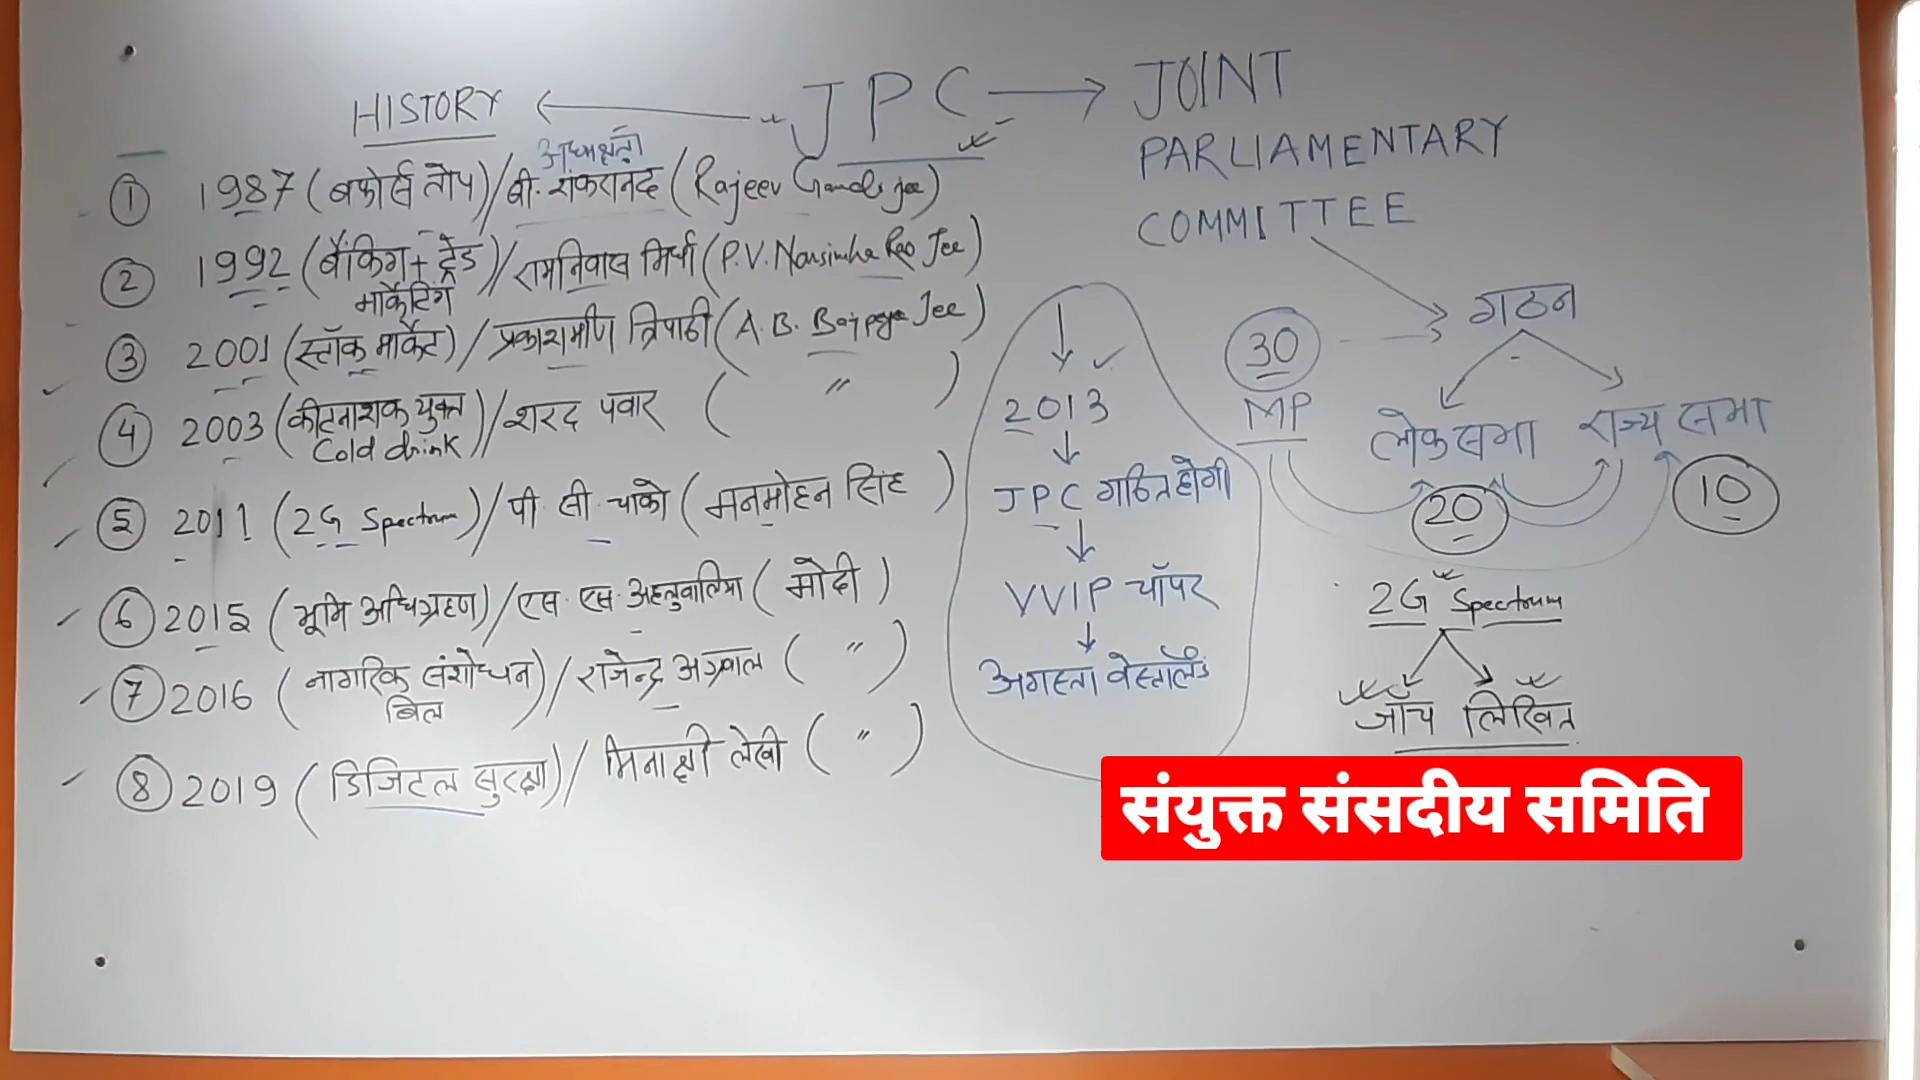 HISTORY ← JPC → JOINT
PARLIAMENTARY
COMMITTEE
अध्यक्षता
① 1987 (बफोर्स तोप) / बी. शंकरानंद (Rajeev Gandhi jee)
② 1992 (बैंकिंग + ट्रेड / रामनिवास मिर्धा (P.V. Narsimha Rao Jee)
मार्केटिंग
③ 2001 (स्टॉक मार्केट) / प्रकाशमणि त्रिपाठी (A.B. Bajpaye Jee)
④ 2003 (कीटनाशक युक्त / शरद पवार ( " )
Cold drink)
⑤ 2011 (2G Spectrum) / पी सी चाको (मनमोहन सिंह)
⑥ 2015 (भूमि अधिग्रहण) / एस. एस. अहलुवालिया (मोदी)
⑦ 2016 (नागरिक संशोधन) / राजेन्द्र अग्रवाल ( " )
बिल
⑧ 2019 (डिजिटल सुरक्षा) / मिनाक्षी लेखी ( " )
2013
JPC गठित होगी
VVIP चॉपर
अगस्ता वेस्टलैंड
गठन
30
MP
लोकसभा राज्य सभा
20 10
2G Spectrum
जाँच लिखित
संयुक्त संसदीय समिति